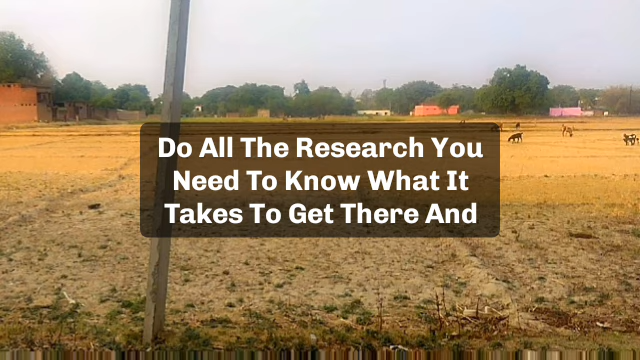 Do All The Research You
Need To Know What It
Takes To Get There And